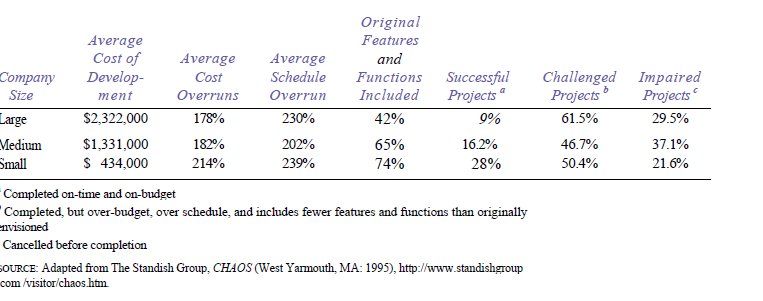 Original
Average Features
Cost of Average Average and
Company Develop- Cost Schedule Functions Successful Challenged Impaired
Size ment Overruns Overrun Included Projects a Projects b Projects c
Large $2,322,000 178% 230% 42% 9% 61.5% 29.5%
Medium $1,331,000 182% 202% 65% 16.2% 46.7% 37.1%
Small $ 434,000 214% 239% 74% 28% 50.4% 21.6%
Completed on-time and on-budget
Completed, but over-budget, over schedule, and includes fewer features and functions than originally
envisioned
Cancelled before completion
SOURCE: Adapted from The Standish Group, CHAOS (West Yarmouth, MA: 1995), http://www.standishgroup
.com /visitor/chaos.htm.